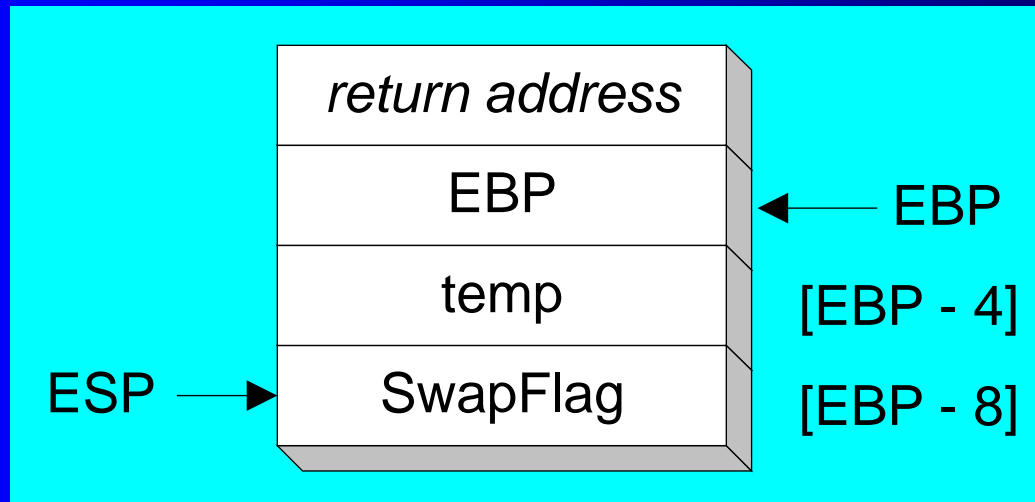 return address
EBP
EBP
temp
[EBP - 4]
ESP
SwapFlag
[EBP - 8]